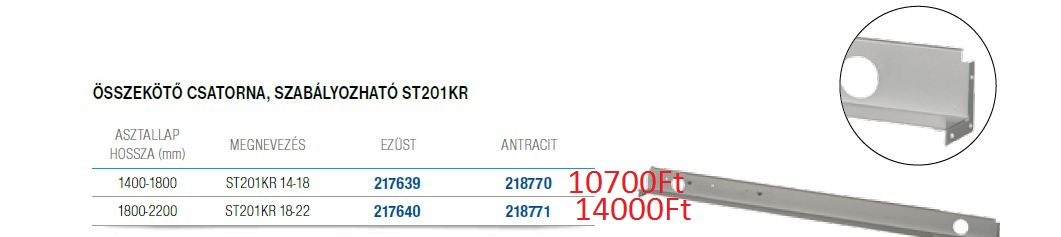 ÖSSZEKÖTŐ CSATORNA, SZABÁLYOZHATÓ ST201KR
ASZTALLAP HOSSZA (mm) MEGNEVEZÉS EZÜST ANTRACIT
1400-1800 ST201KR 14-18 217639 218770 10700Ft
1800-2200 ST201KR 18-22 217640 218771 14000Ft